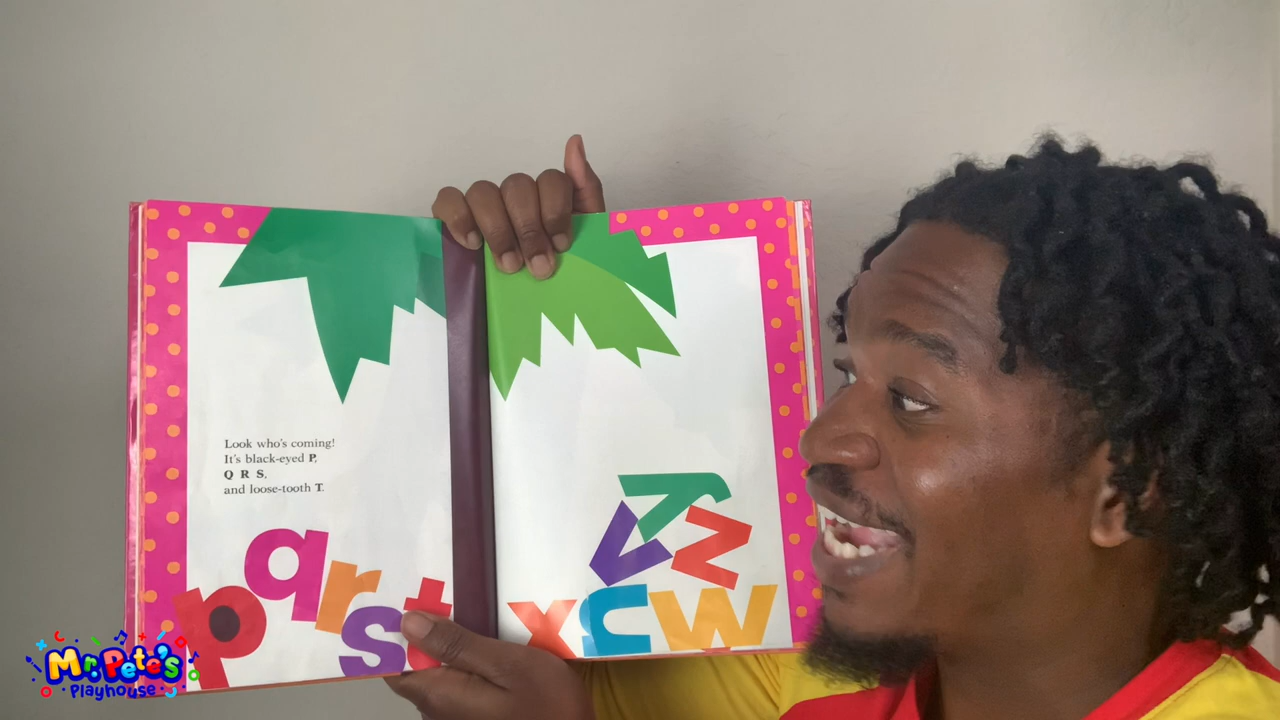 Look who's coming!
It's black-eyed P,
Q R S,
and loose-tooth T.
p q r s t
y
v z
x u w
Mr. Pete's
Playhouse